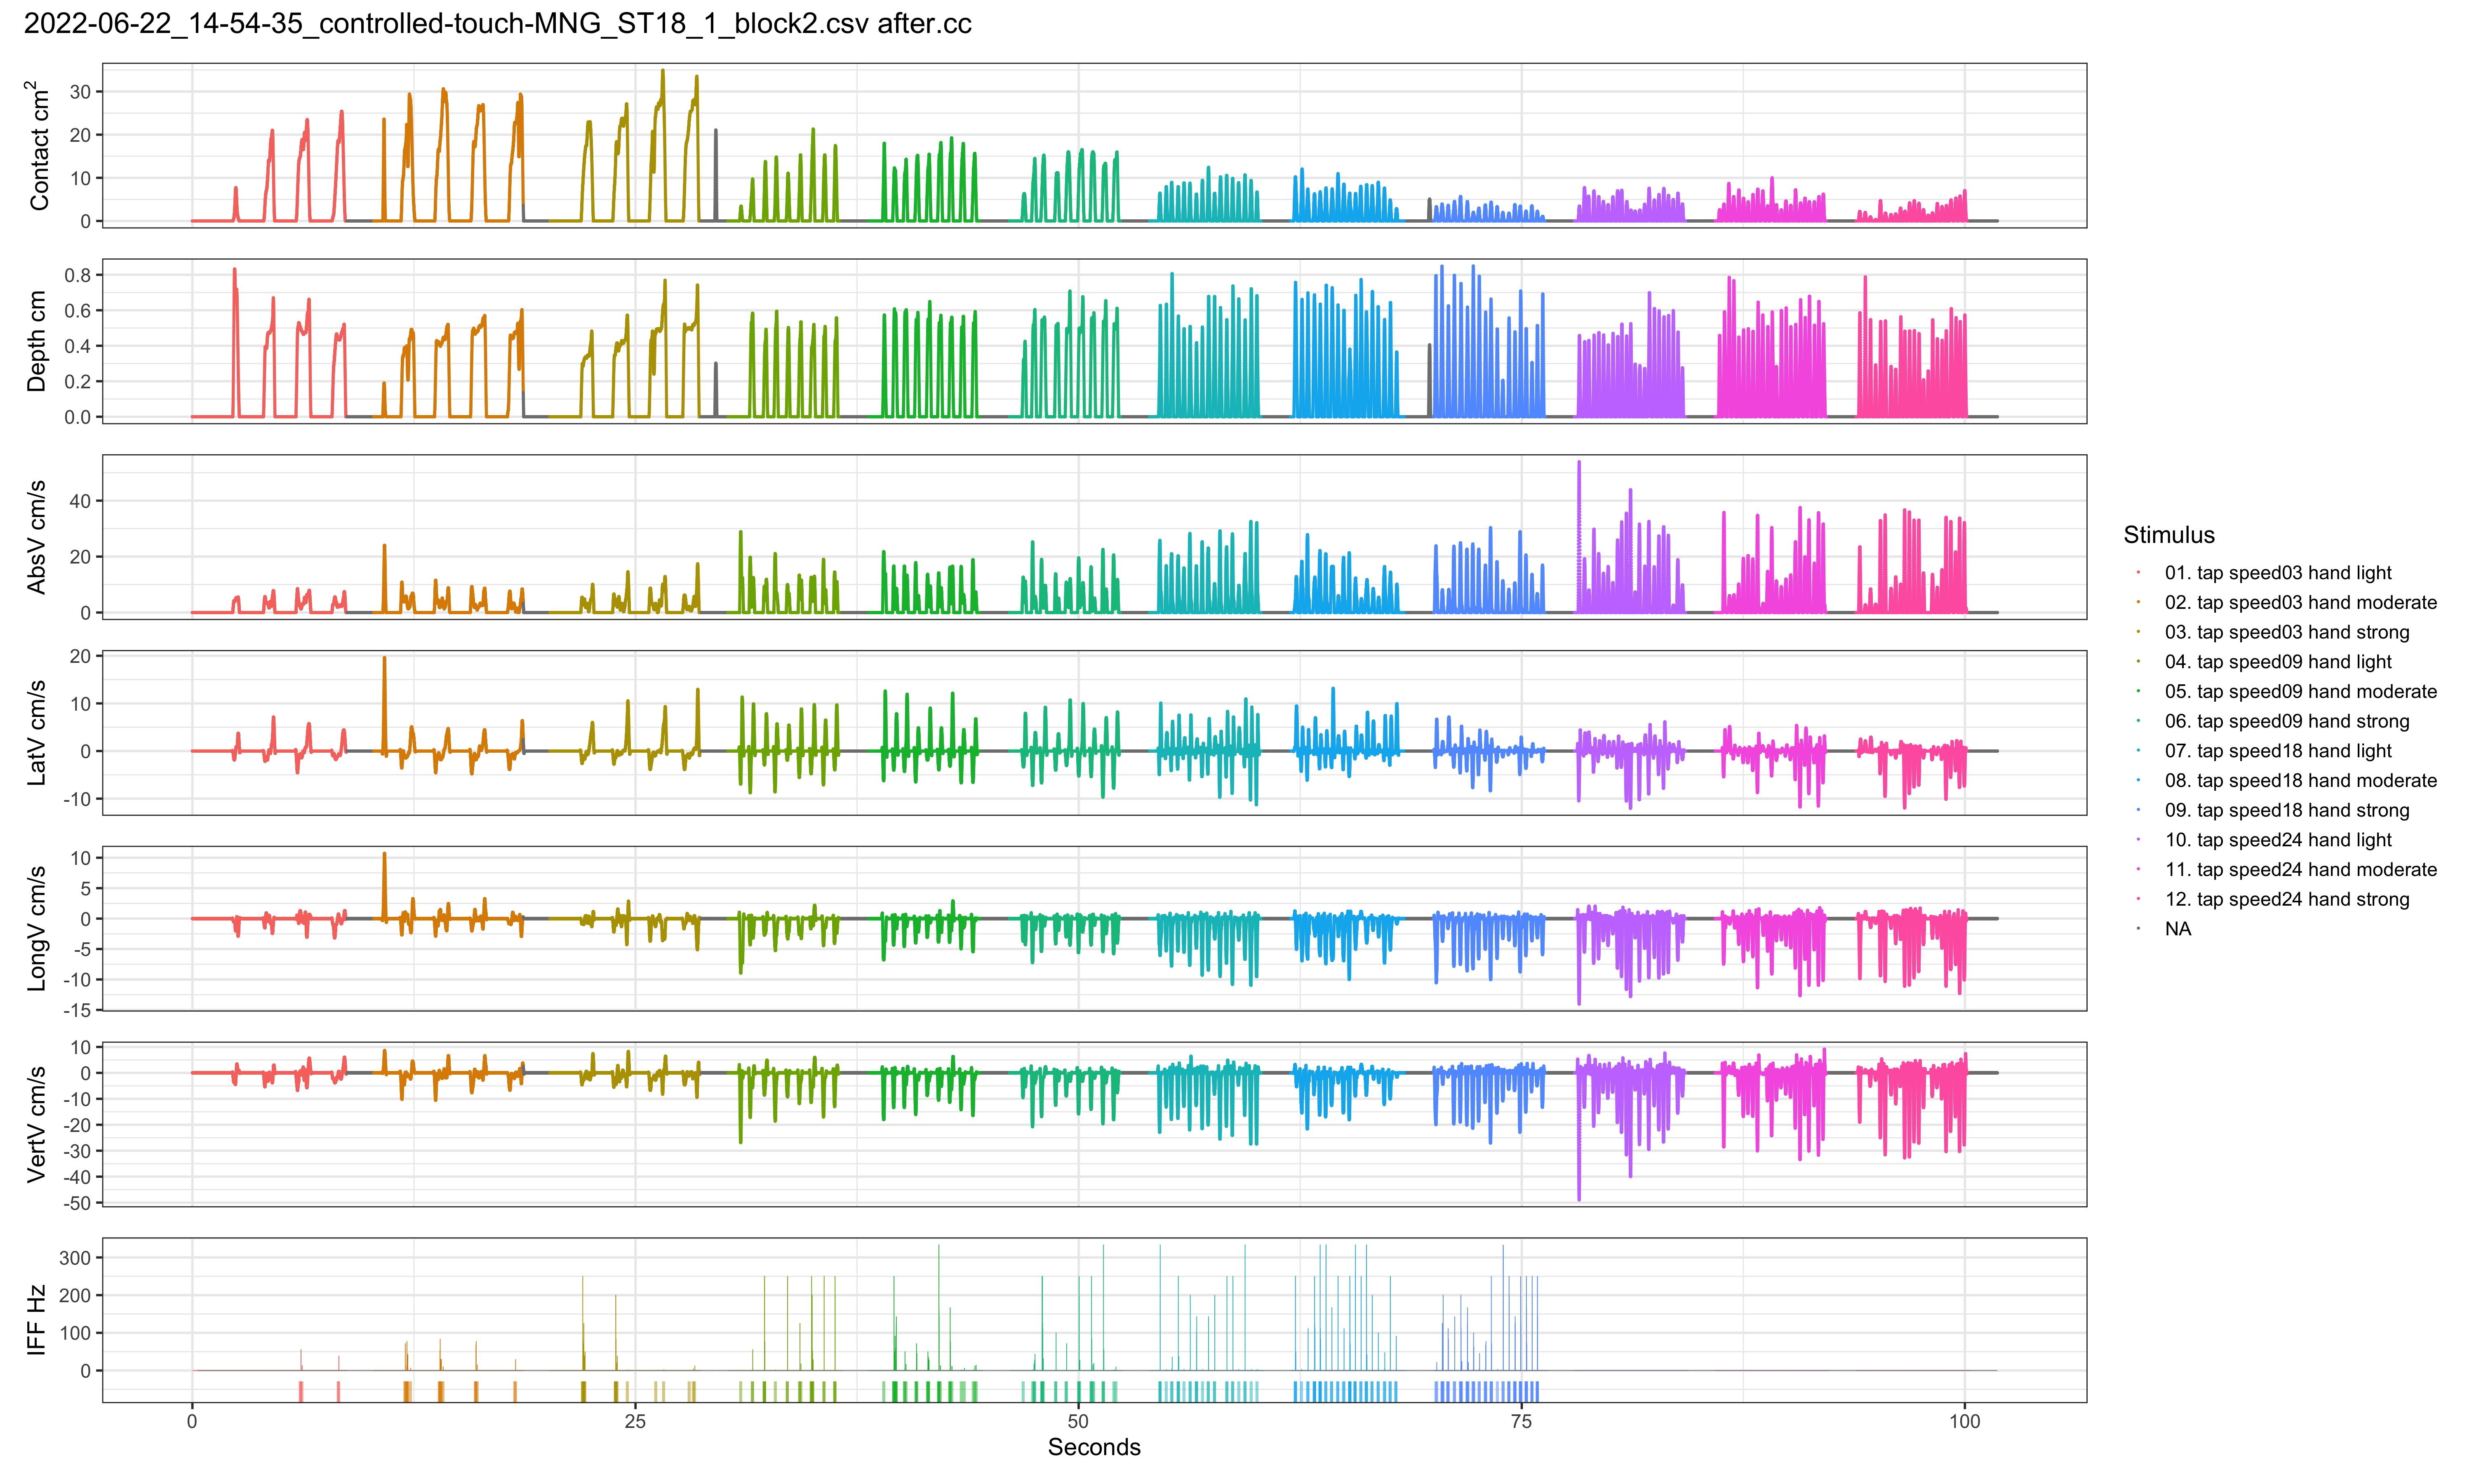 2022-06-22_14-54-35_controlled-touch-MNG_ST18_1_block2.csv after.cc
Contact cm2
30
20
10
0
Depth cm
0.8
0.6
0.4
0.2
0.0
AbsV cm/s
40
20
0
LatV cm/s
20
10
0
-10
LongV cm/s
10
5
0
-5
-10
-15
VertV cm/s
10
0
-10
-20
-30
-40
-50
IFF Hz
300
200
100
0
0 25 50 75 100
Seconds
Stimulus
01. tap speed03 hand light
02. tap speed03 hand moderate
03. tap speed03 hand strong
04. tap speed09 hand light
05. tap speed09 hand moderate
06. tap speed09 hand strong
07. tap speed18 hand light
08. tap speed18 hand moderate
09. tap speed18 hand strong
10. tap speed24 hand light
11. tap speed24 hand moderate
12. tap speed24 hand strong
NA